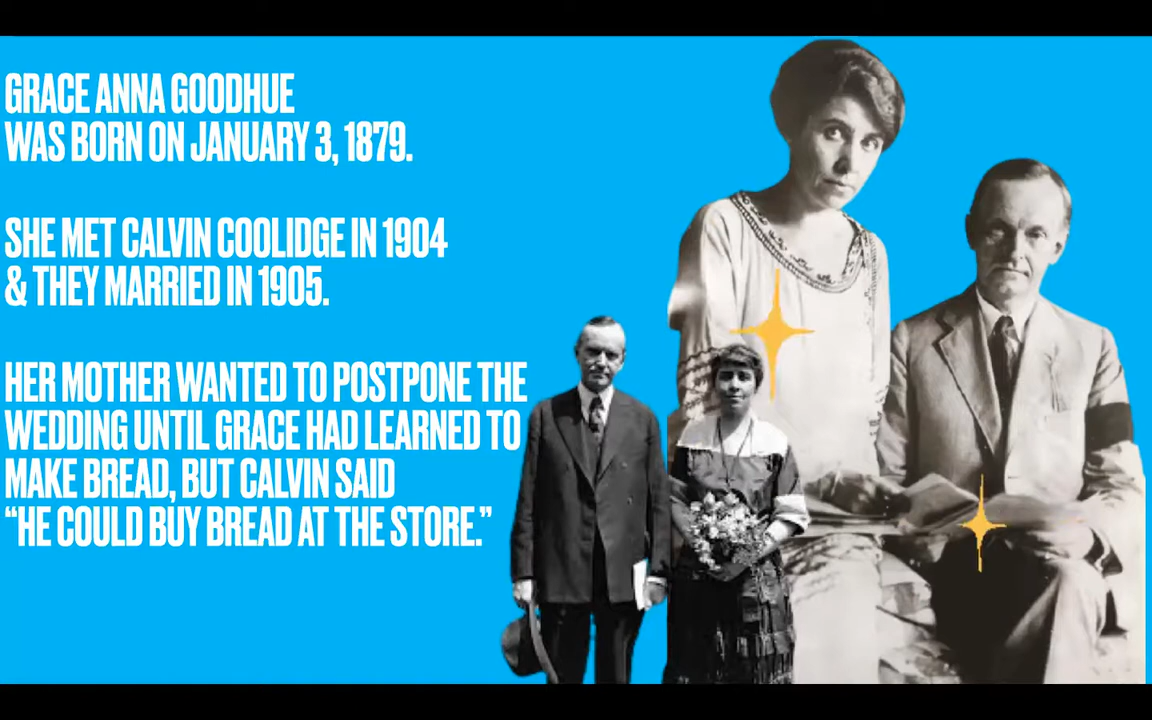 GRACE ANNA GOODHUE
WAS BORN ON JANUARY 3, 1879.
SHE MET CALVIN COOLIDGE IN 1904
& THEY MARRIED IN 1905.
HER MOTHER WANTED TO POSTPONE THE
WEDDING UNTIL GRACE HAD LEARNED TO
MAKE BREAD, BUT CALVIN SAID
“HE COULD BUY BREAD AT THE STORE.”